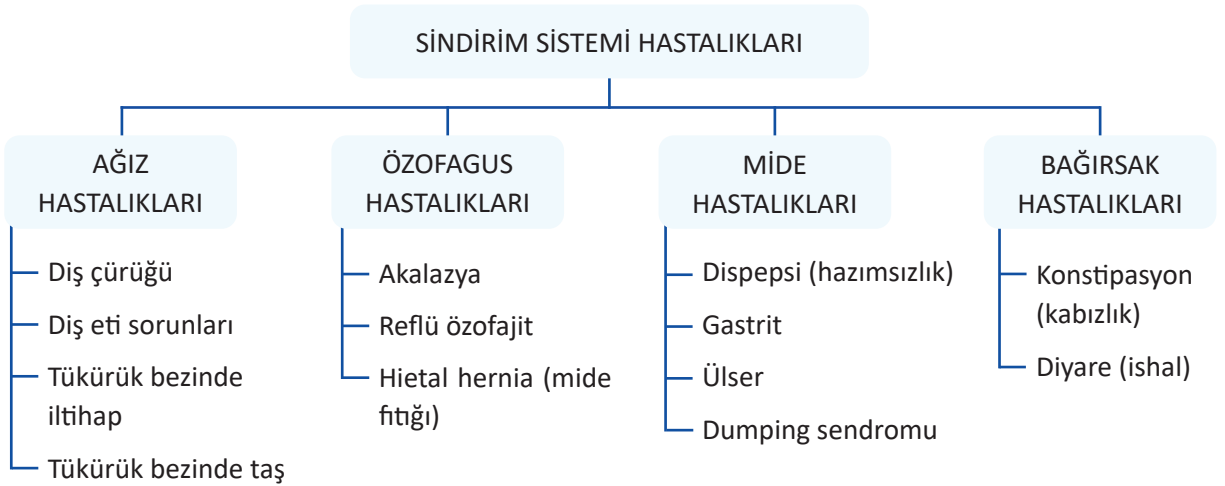 SİNDİRİM SİSTEMİ HASTALIKLARI
AĞIZ
HASTALIKLARI
Diş çürüğü
Diş eti sorunları
Tükürük bezinde
iltihap
Tükürük bezinde taş
ÖZOFAGUS
HASTALIKLARI
Akalazya
Reflü özofajit
Hietal hernia (mide
fıtığı)
MİDE
HASTALIKLARI
Dispepsi (hazımsızlık)
Gastrit
Ülser
Dumping sendromu
BAĞIRSAK
HASTALIKLARI
Konstipasyon
(kabızlık)
Diyare (ishal)